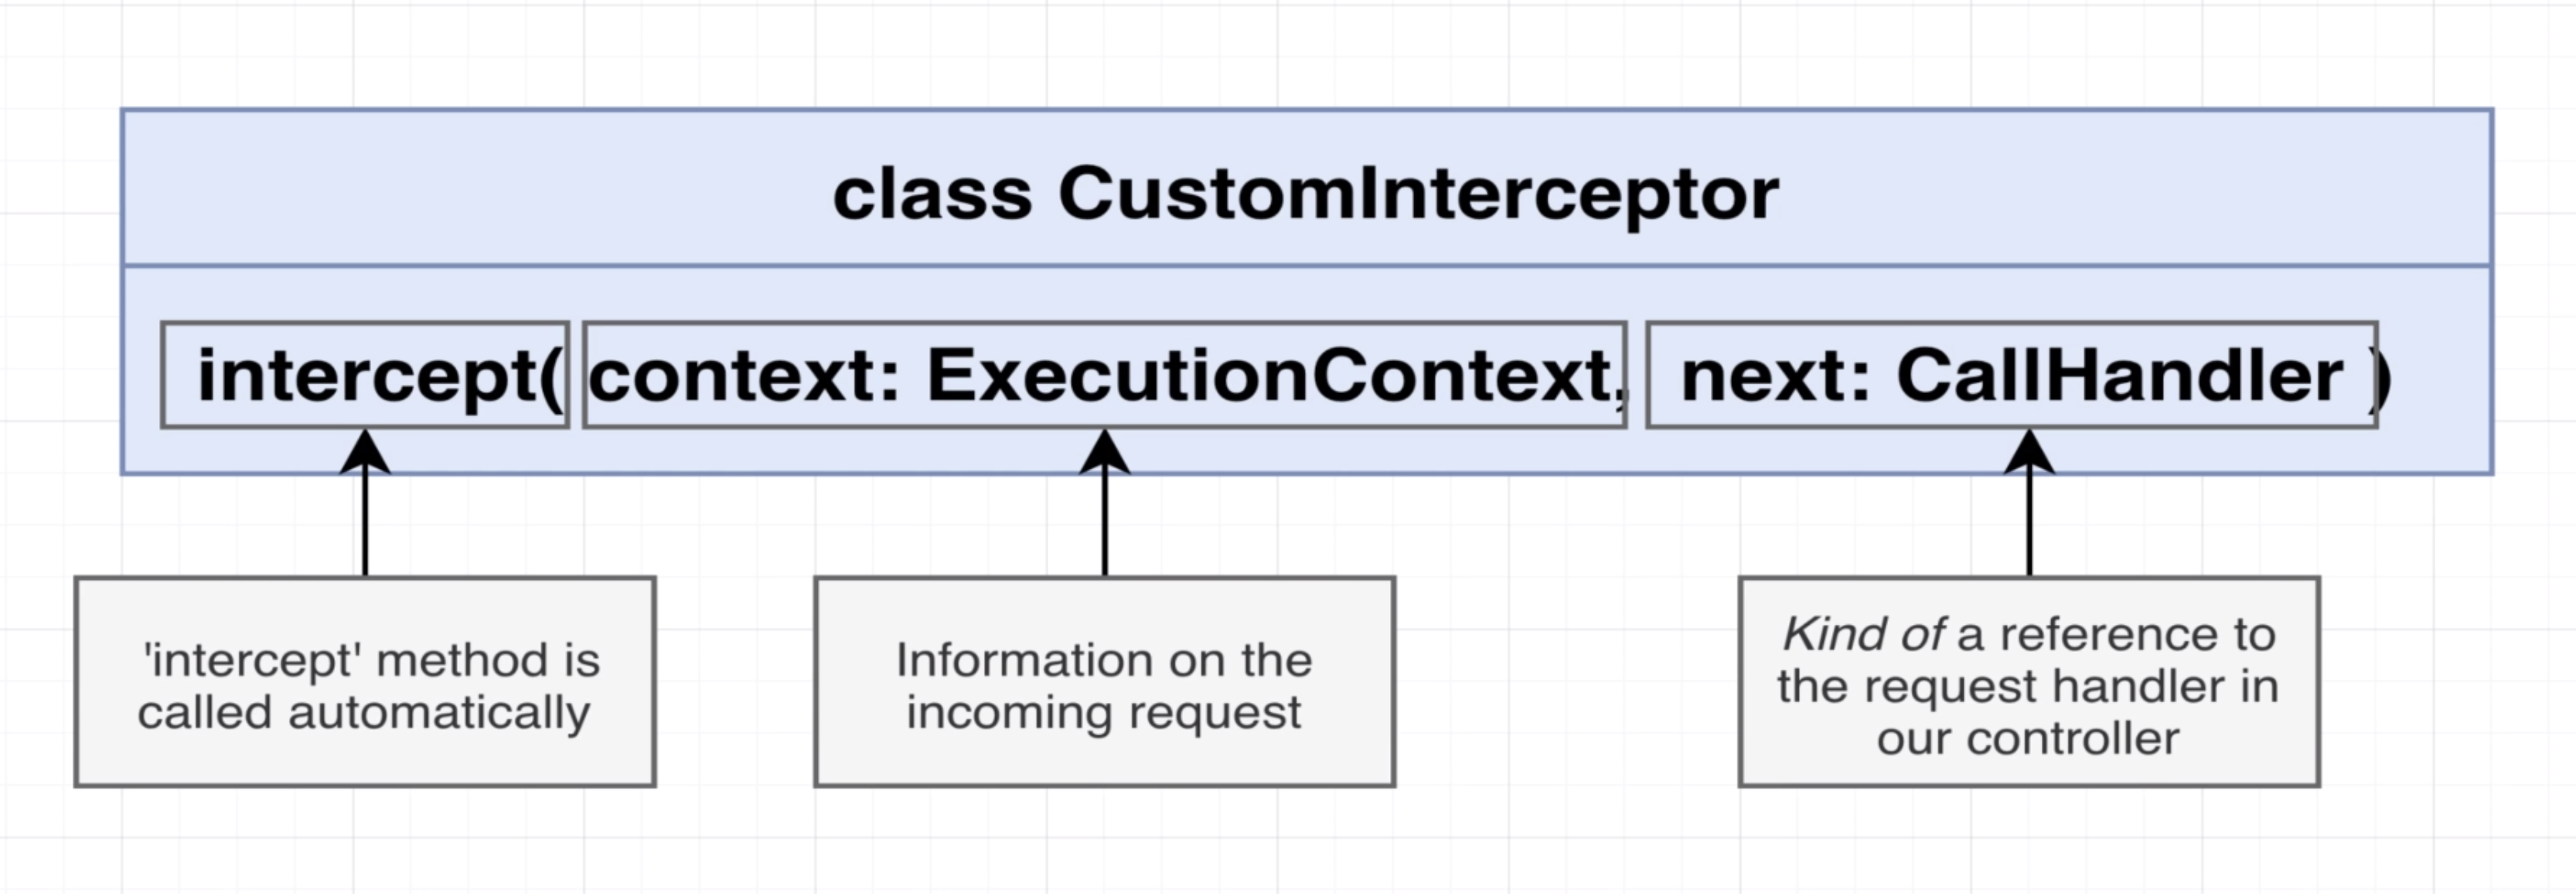 class CustomInterceptor
intercept( context: ExecutionContext, next: CallHandler )
'intercept' method is
called automatically
Information on the
incoming request
Kind of a reference to
the request handler in
our controller